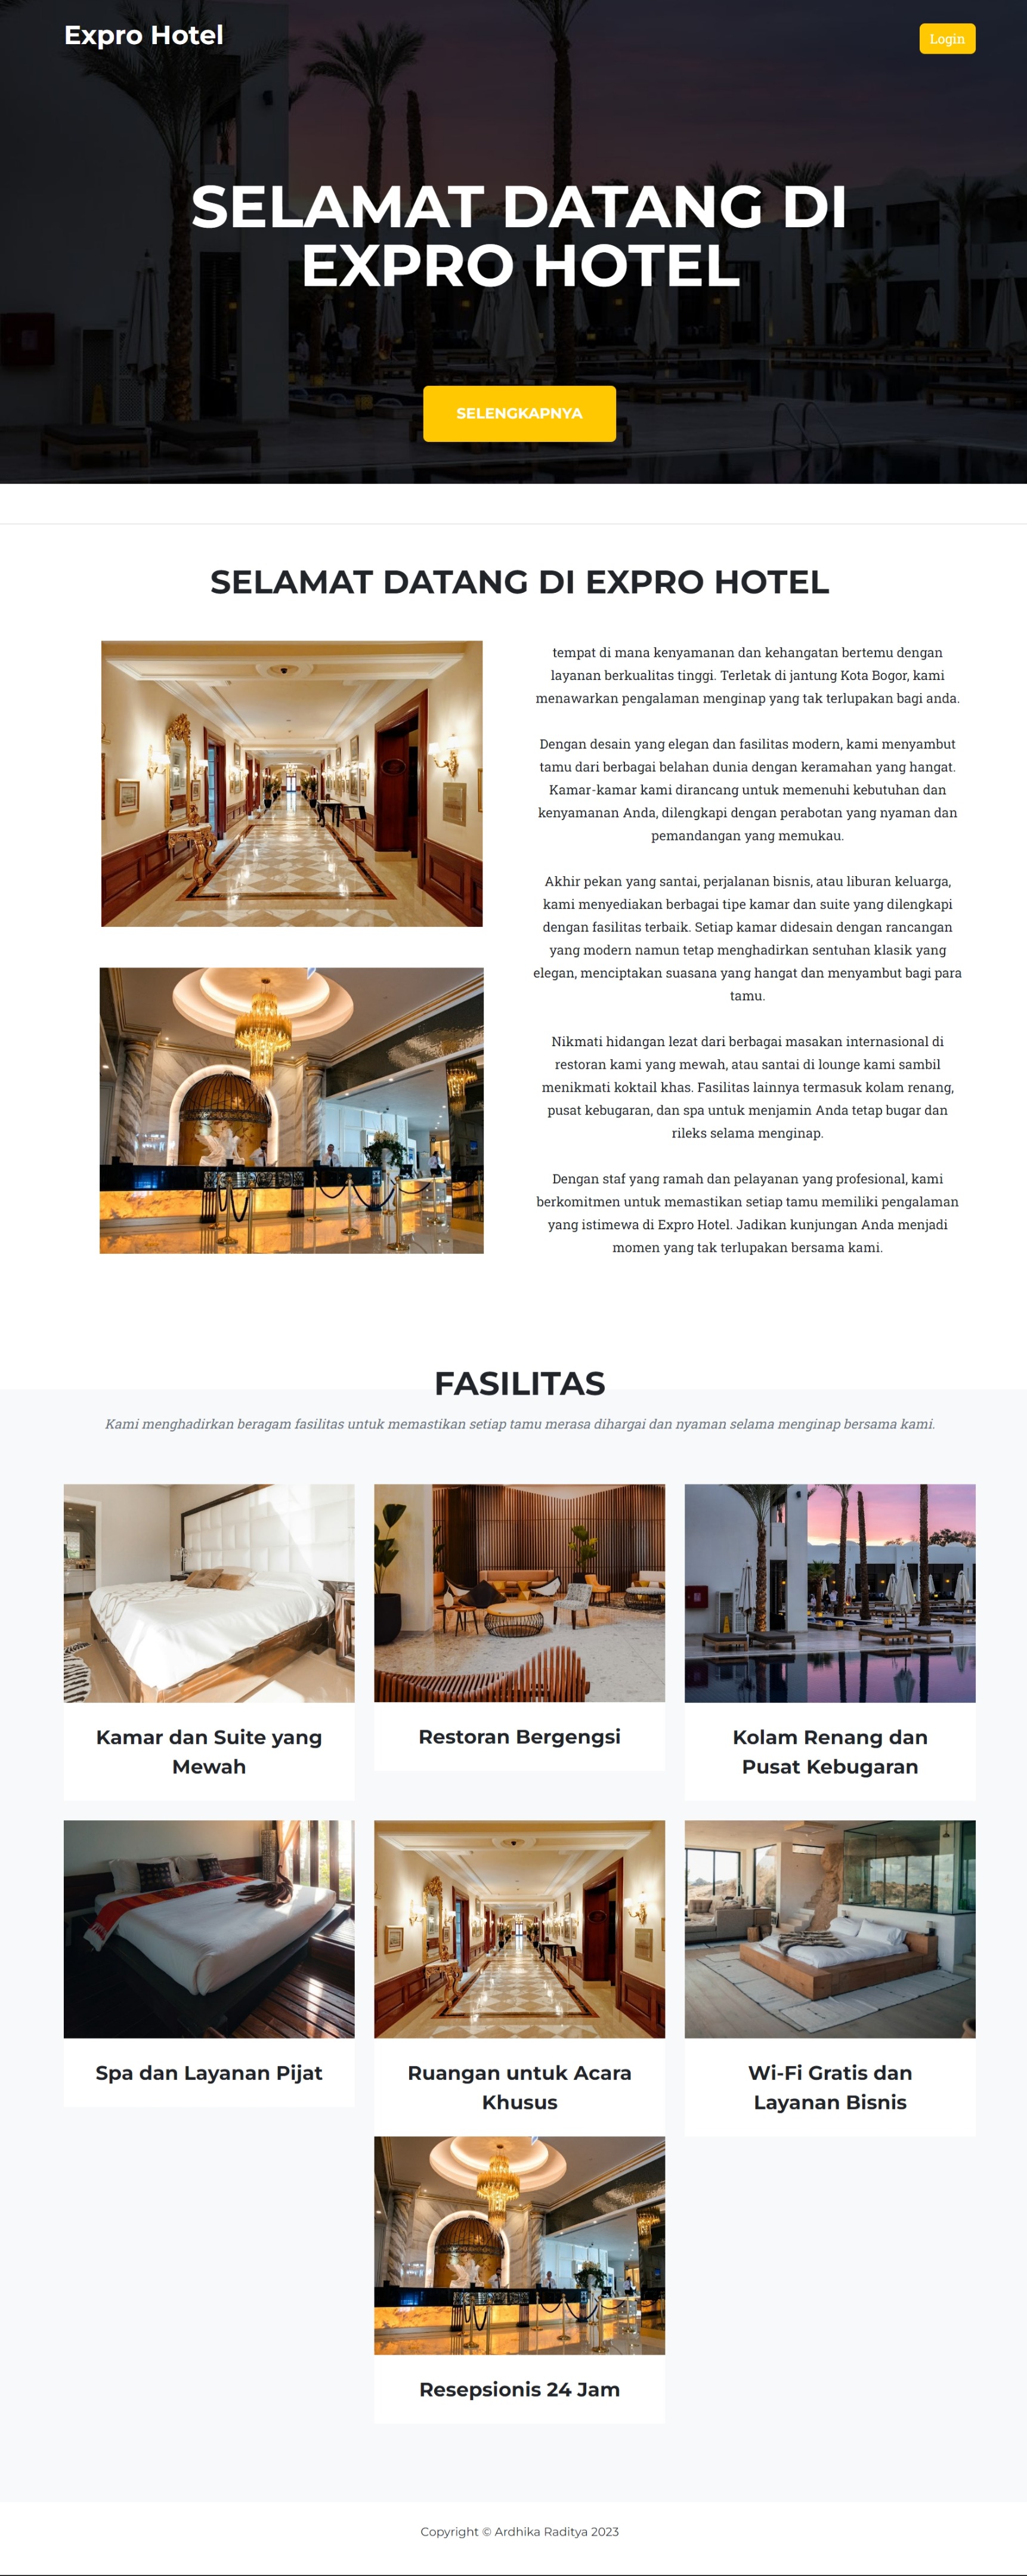 Expro Hotel
Login
SELAMAT DATANG DI
EXPRO HOTEL
SELENGKAPNYA
SELAMAT DATANG DI EXPRO HOTEL
tempat di mana kenyamanan dan kehangatan bertemu dengan
layanan berkualitas tinggi. Terletak di jantung Kota Bogor, kami
menawarkan pengalaman menginap yang tak terlupakan bagi anda.
Dengan desain yang elegan dan fasilitas modern, kami menyambut
tamu dari berbagai belahan dunia dengan keramahan yang hangat.
Kamar-kamar kami dirancang untuk memenuhi kebutuhan dan
kenyamanan Anda, dilengkapi dengan perabotan yang nyaman dan
pemandangan yang memukau.
Akhir pekan yang santai, perjalanan bisnis, atau liburan keluarga,
kami menyediakan berbagai tipe kamar dan suite yang dilengkapi
dengan fasilitas terbaik. Setiap kamar didesain dengan rancangan
yang modern namun tetap menghadirkan sentuhan klasik yang
elegan, menciptakan suasana yang hangat dan menyambut bagi para
tamu.
Nikmati hidangan lezat dari berbagai masakan internasional di
restoran kami yang mewah, atau santai di lounge kami sambil
menikmati koktail khas. Fasilitas lainnya termasuk kolam renang,
pusat kebugaran, dan spa untuk menjamin Anda tetap bugar dan
rileks selama menginap.
Dengan staf yang ramah dan pelayanan yang profesional, kami
berkomitmen untuk memastikan setiap tamu memiliki pengalaman
yang istimewa di Expro Hotel. Jadikan kunjungan Anda menjadi
momen yang tak terlupakan bersama kami.
FASILITAS
Kami menghadirkan beragam fasilitas untuk memastikan setiap tamu merasa dihargai dan nyaman selama menginap bersama kami.
Kamar dan Suite yang
Mewah
Restoran Bergengsi
Kolam Renang dan
Pusat Kebugaran
Spa dan Layanan Pijat
Ruangan untuk Acara
Khusus
Wi-Fi Gratis dan
Layanan Bisnis
Resepsionis 24 Jam
Copyright © Ardhika Raditya 2023